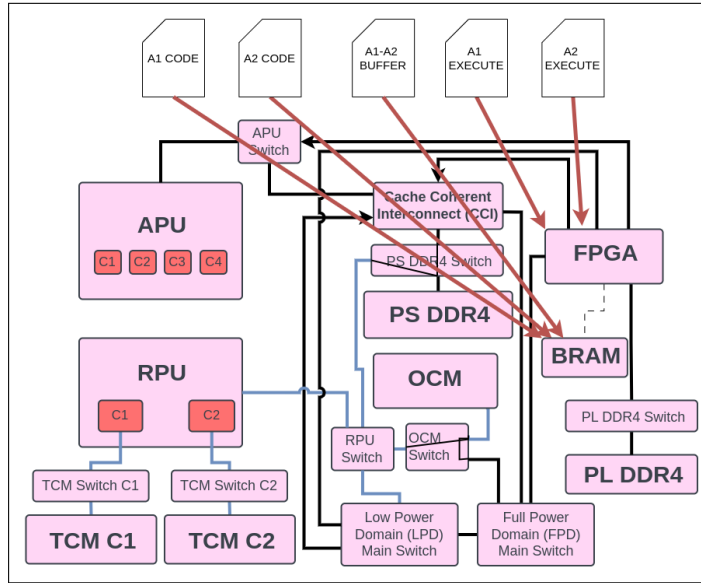 A1 CODE
A2 CODE
A1-A2
BUFFER
A1
EXECUTE
A2
EXECUTE
APU
Switch
APU
C1
C2
C3
C4
Cache Coherent
Interconnect (CCI)
FPGA
PS DDR4 Switch
PS DDR4
BRAM
RPU
C1
C2
OCM
RPU
Switch
OCM
Switch
PL DDR4 Switch
PL DDR4
TCM Switch C1
TCM Switch C2
TCM C1
TCM C2
Low Power
Domain (LPD)
Main Switch
Full Power
Domain (FPD)
Main Switch